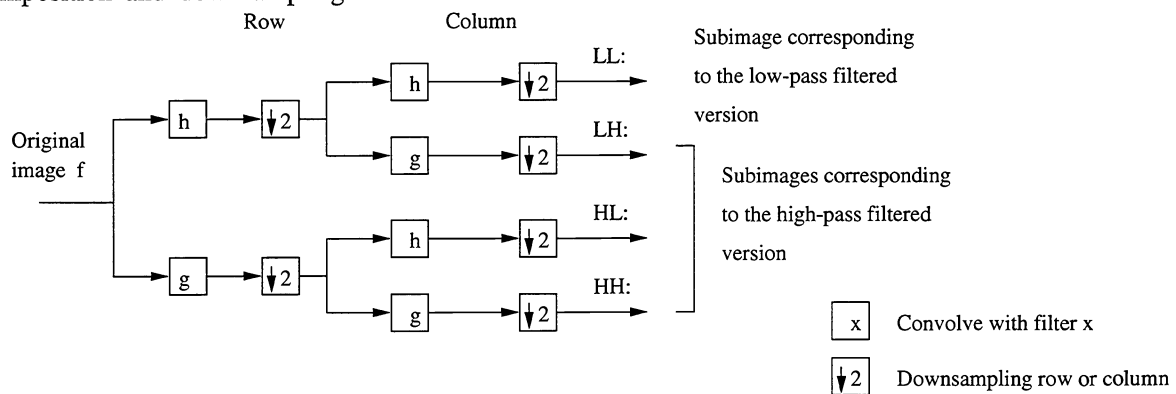 Row
Column
Original
image f
h
↓2
h
↓2
LL:
g
↓2
LH:
g
↓2
h
↓2
HL:
g
↓2
HH:
Subimage corresponding
to the low-pass filtered
version
Subimages corresponding
to the high-pass filtered
version
x Convolve with filter x
↓2 Downsampling row or column